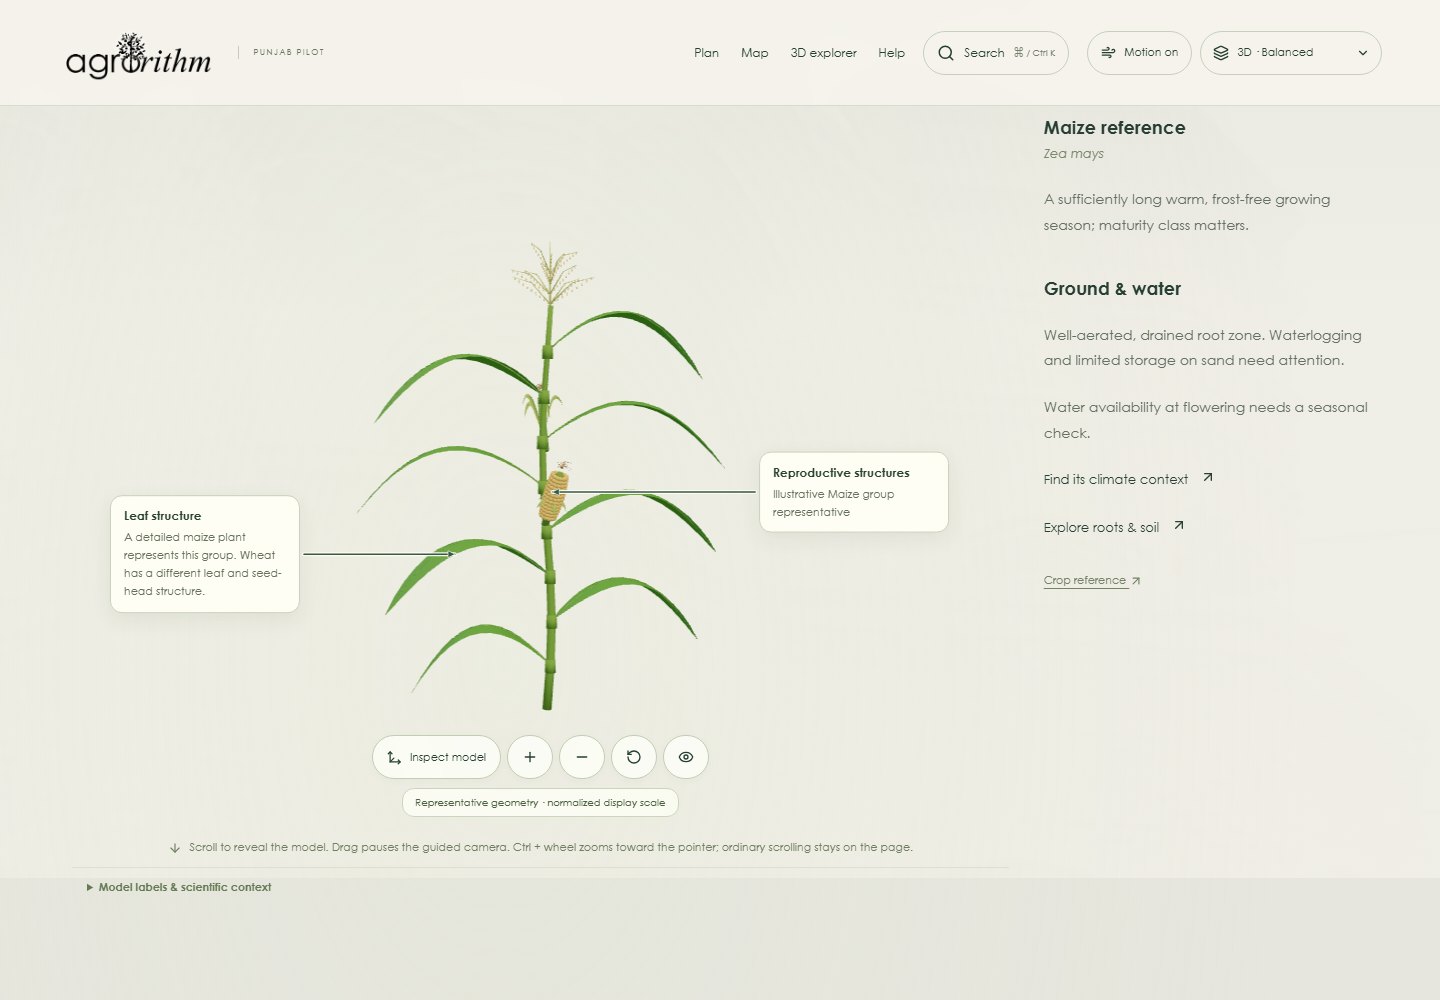 agrorithm
PUNJAB PILOT
Plan
Map
3D explorer
Help
Search ⌘ / Ctrl K
Motion on
3D · Balanced
Maize reference
Zea mays
A sufficiently long warm, frost-free growing
season; maturity class matters.
Ground & water
Well-aerated, drained root zone. Waterlogging
and limited storage on sand need attention.
Water availability at flowering needs a seasonal
check.
Find its climate context
Explore roots & soil
Crop reference
Reproductive structures
Illustrative Maize group
representative
Leaf structure
A detailed maize plant
represents this group. Wheat
has a different leaf and seed-
head structure.
Inspect model
Representative geometry · normalized display scale
Scroll to reveal the model. Drag pauses the guided camera. Ctrl + wheel zooms toward the pointer; ordinary scrolling stays on the page.
Model labels & scientific context